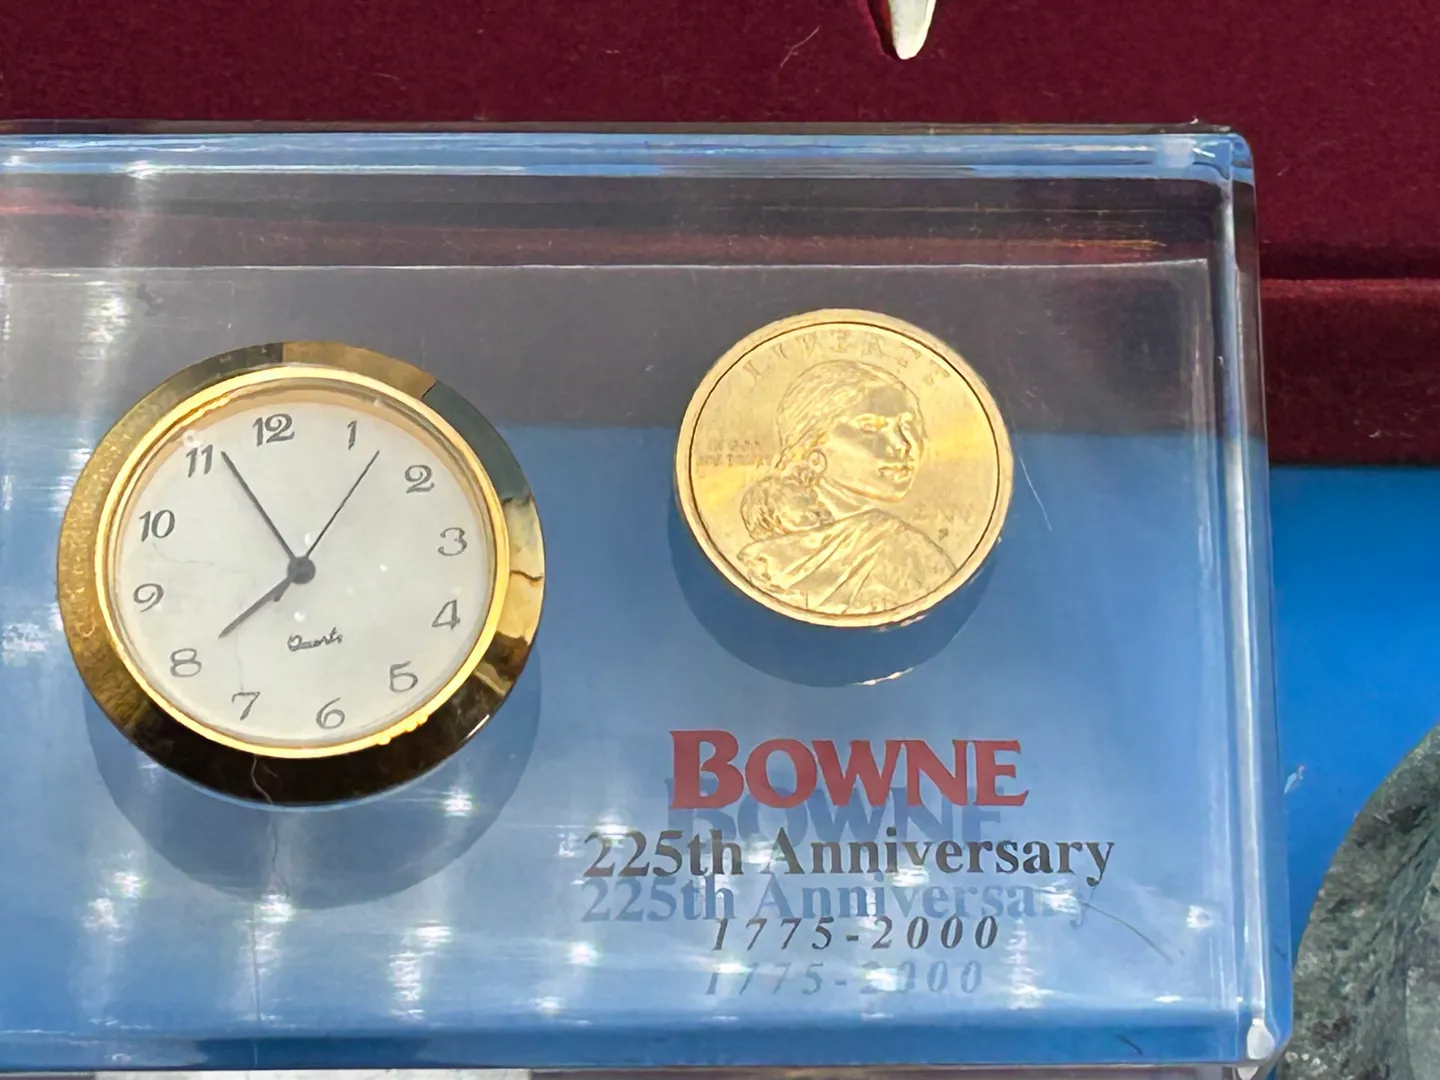 12
1
2
3
4
5
6
7
8
9
10
11
Quartz
LIBERTY
IN GOD
WE TRUST
2000
P
BOWNE
225th Anniversary
1775-2000